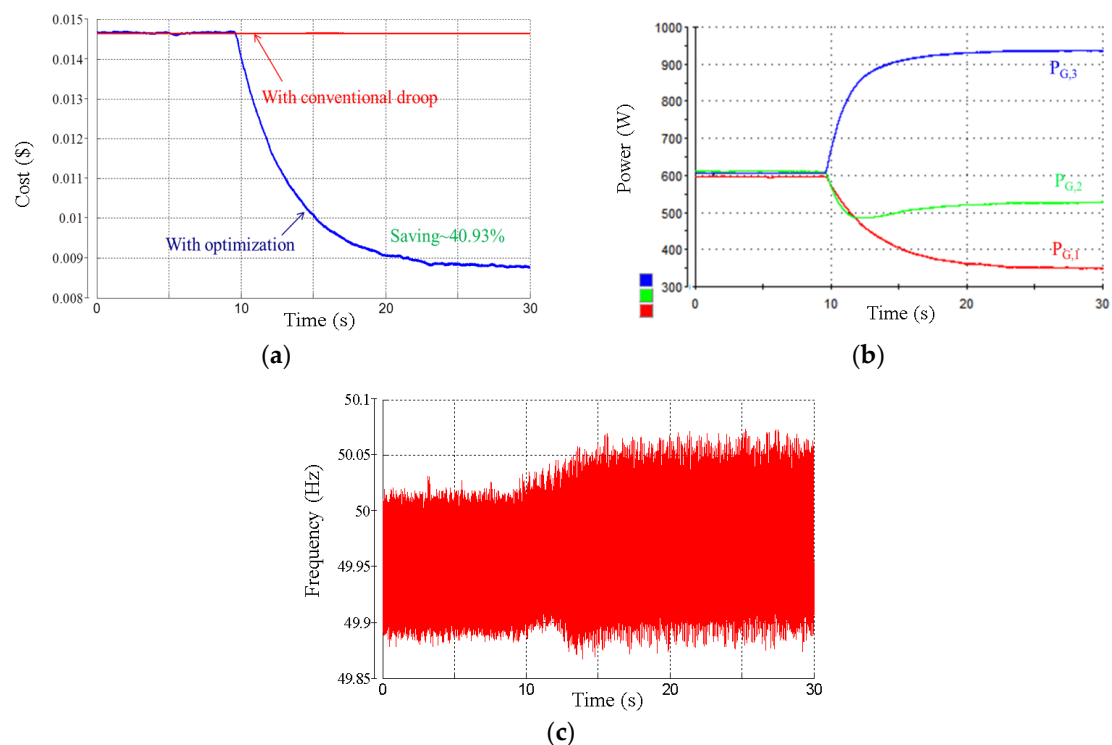 0.015
0.014
0.013
0.012
0.011
0.01
0.009
0.008
Cost ($)
With conventional droop
With optimization
Saving~40.93%
0
10
20
30
Time (s)
(a)
1000
900
800
700
600
500
400
300
Power (W)
PG,3
PG,2
PG,1
0
10
20
30
Time (s)
(b)
50.1
50.05
50
49.95
49.9
49.85
Frequency (Hz)
0
10
20
30
Time (s)
(c)